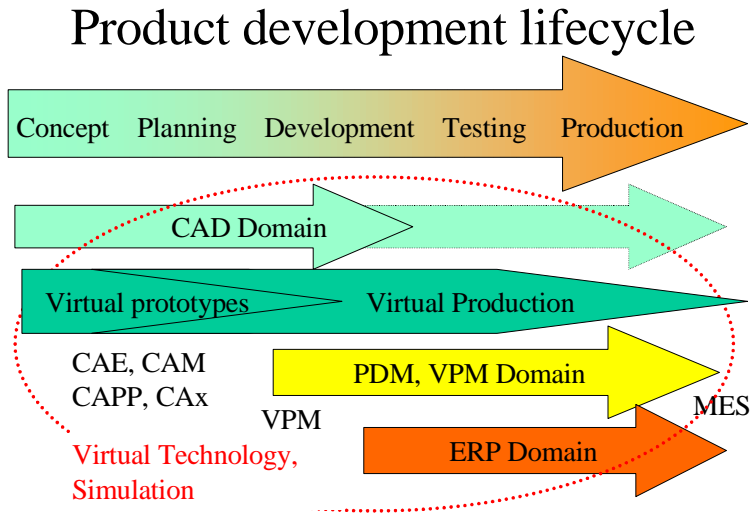 Product development lifecycle
Concept Planning Development Testing Production
CAD Domain
Virtual prototypes Virtual Production
CAE, CAM
CAPP, CAx
PDM, VPM Domain
VPM
MES
ERP Domain
Virtual Technology,
Simulation